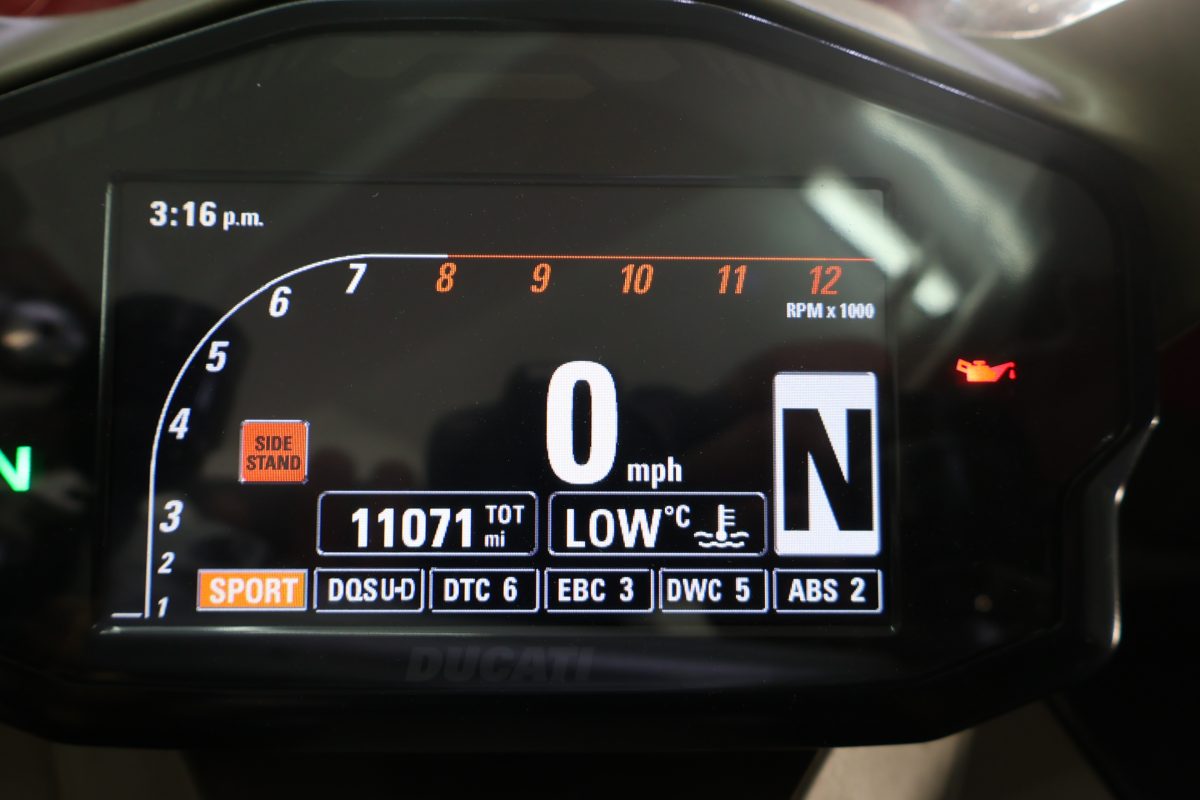 3:16 p.m.
7 8 9 10 11 12
6
RPM x 1000
5
4
0 mph
N
SIDE
STAND
N
3
11071 TOT mi
LOW °C
2
1
SPORT DQS U-D DTC 6 EBC 3 DWC 5 ABS 2
DUCATI